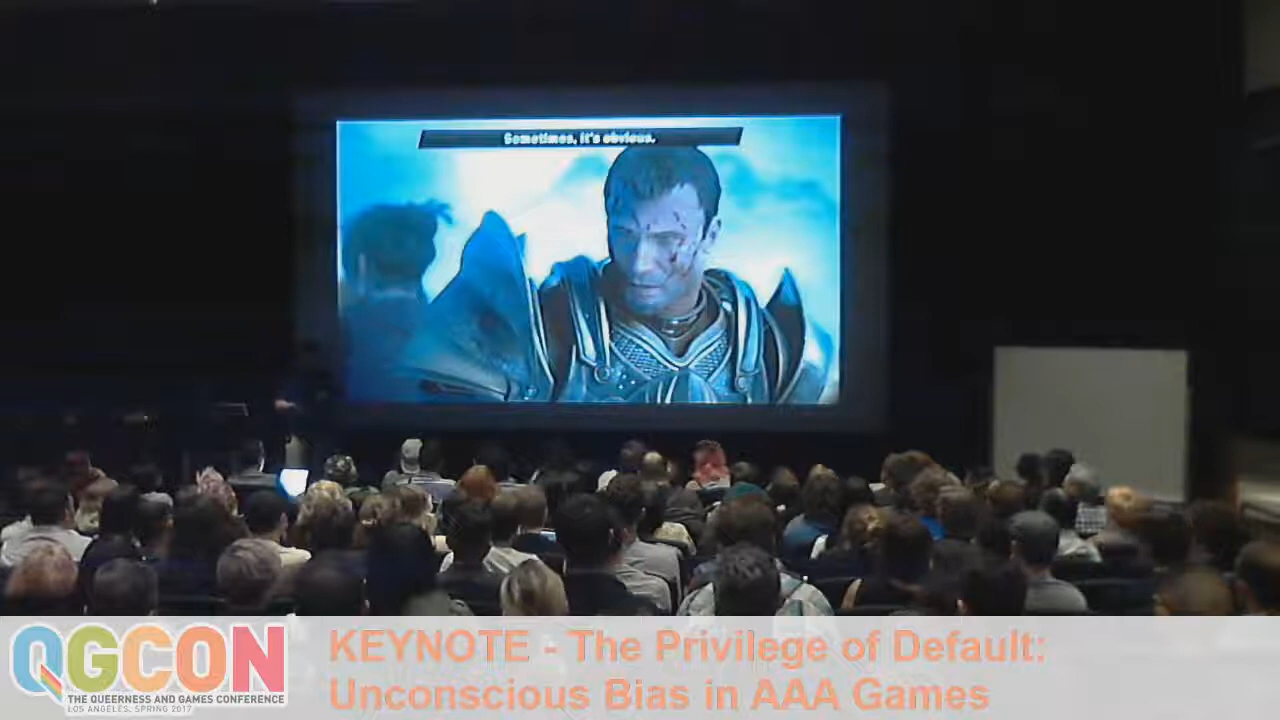 Sometimes, it's obvious.
QGCON
THE QUEERNESS AND GAMES CONFERENCE
LOS ANGELES, SPRING 2017
KEYNOTE - The Privilege of Default:
Unconscious Bias in AAA Games